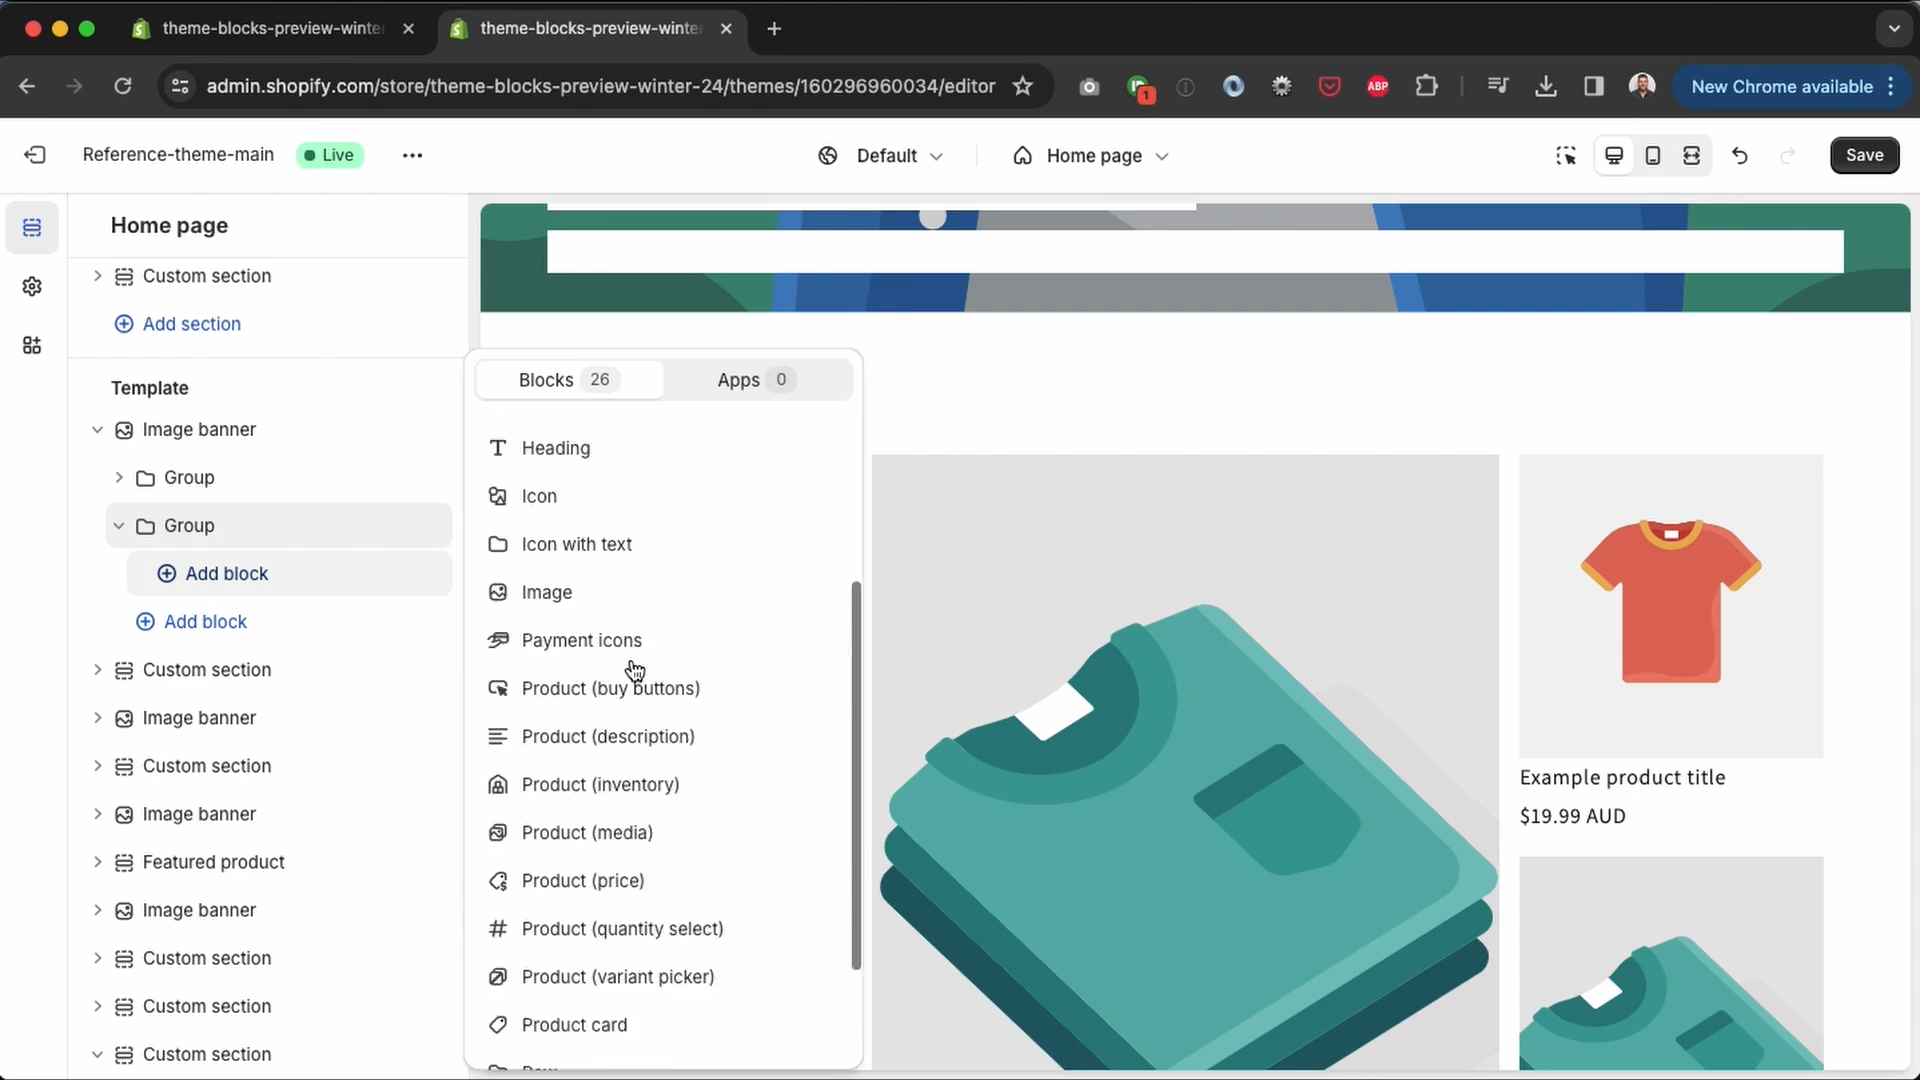 theme-blocks-preview-winte
theme-blocks-preview-winte
admin.shopify.com/store/theme-blocks-preview-winter-24/themes/160296960034/editor
1
ABP
New Chrome available
Reference-theme-main
Live
Default
Home page
Save
Home page
Custom section
Add section
Template
Image banner
Group
Group
Add block
Add block
Custom section
Image banner
Custom section
Image banner
Featured product
Image banner
Custom section
Custom section
Custom section
Blocks 26
Apps 0
Heading
Icon
Icon with text
Image
Payment icons
Product (buy buttons)
Product (description)
Product (inventory)
Product (media)
Product (price)
Product (quantity select)
Product (variant picker)
Product card
Example product title
$19.99 AUD